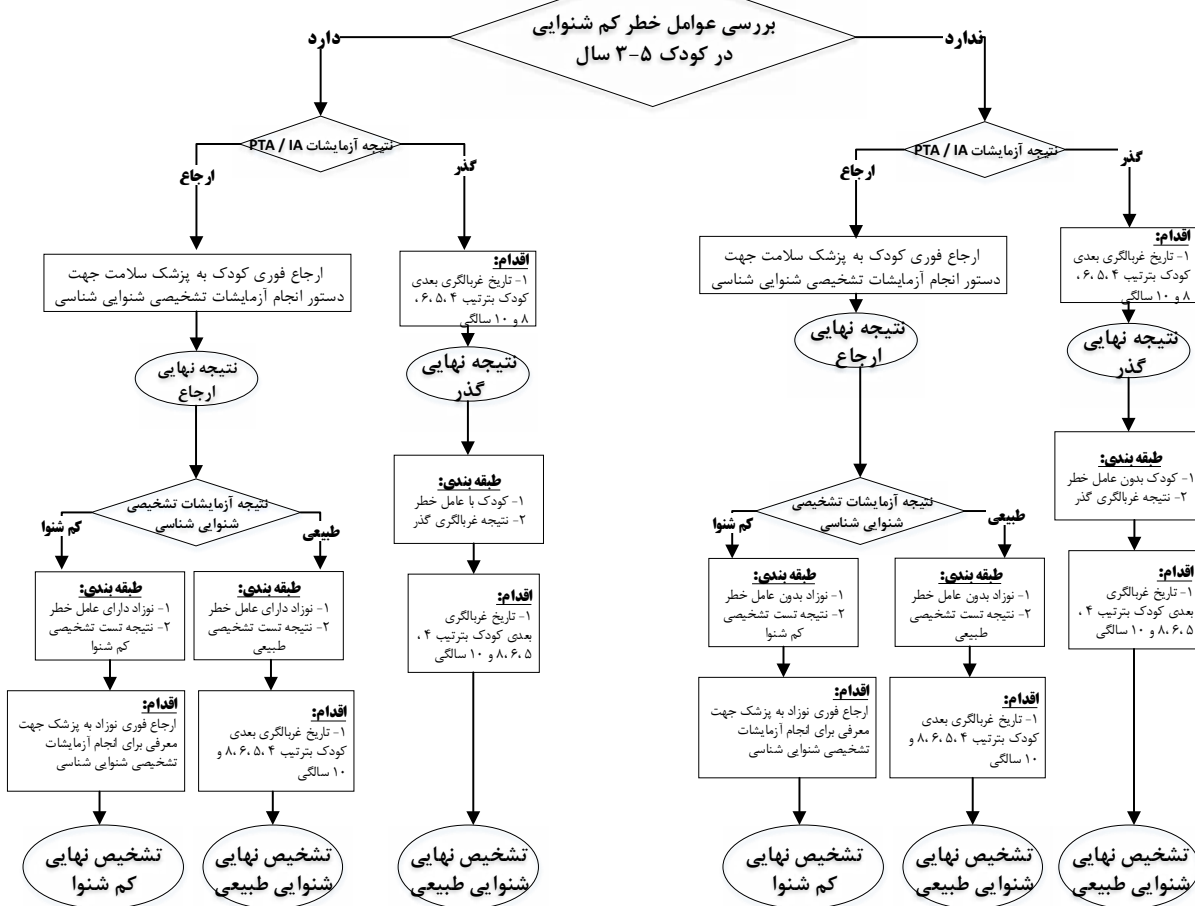 بررسی عوامل خطر کم شنوایی
در کودک ۵-۳ سال
ندارد
دارد
نتیجه آزمایشات PTA / IA
گذر
ارجاع
اقدام:
۱- تاریخ غربالگری بعدی
کودک بترتیب ۴ ،۵ ،۶ ،
۸ و ۱۰ سالگی
ارجاع فوری کودک به پزشک سلامت جهت
دستور انجام آزمایشات تشخیصی شنوایی شناسی
نتیجه نهایی
گذر
نتیجه نهایی
ارجاع
طبقه بندی:
۱- کودک بدون عامل خطر
۲- نتیجه غربالگری گذر
نتیجه آزمایشات تشخیصی
شنوایی شناسی
طبیعی
کم شنوا
اقدام:
۱- تاریخ غربالگری
بعدی کودک بترتیب ۴ ،
۵ ،۶ ،۸ و ۱۰ سالگی
طبقه بندی:
۱- نوزاد بدون عامل خطر
۲- نتیجه تست تشخیصی
طبیعی
طبقه بندی:
۱- نوزاد بدون عامل خطر
۲- نتیجه تست تشخیصی
کم شنوا
اقدام:
۱- تاریخ غربالگری بعدی
کودک بترتیب ۴ ،۵ ،۶ ،۸ و
۱۰ سالگی
اقدام:
ارجاع فوری نوزاد به پزشک جهت
معرفی برای انجام آزمایشات
تشخیصی شنوایی شناسی
تشخیص نهایی
شنوایی طبیعی
تشخیص نهایی
شنوایی طبیعی
تشخیص نهایی
کم شنوا
نتیجه آزمایشات PTA / IA
گذر
ارجاع
اقدام:
۱- تاریخ غربالگری بعدی
کودک بترتیب ۴ ،۵ ،۶ ،
۸ و ۱۰ سالگی
ارجاع فوری کودک به پزشک سلامت جهت
دستور انجام آزمایشات تشخیصی شنوایی شناسی
نتیجه نهایی
گذر
نتیجه نهایی
ارجاع
طبقه بندی:
۱- کودک با عامل خطر
۲- نتیجه غربالگری گذر
نتیجه آزمایشات تشخیصی
شنوایی شناسی
طبیعی
کم شنوا
اقدام:
۱- تاریخ غربالگری
بعدی کودک بترتیب ۴ ،
۵ ،۶ ،۸ و ۱۰ سالگی
طبقه بندی:
۱- نوزاد دارای عامل خطر
۲- نتیجه تست تشخیصی
طبیعی
طبقه بندی:
۱- نوزاد دارای عامل خطر
۲- نتیجه تست تشخیصی
کم شنوا
اقدام:
۱- تاریخ غربالگری بعدی
کودک بترتیب ۴ ،۵ ،۶ ،۸ و
۱۰ سالگی
اقدام:
ارجاع فوری نوزاد به پزشک جهت
معرفی برای انجام آزمایشات
تشخیصی شنوایی شناسی
تشخیص نهایی
شنوایی طبیعی
تشخیص نهایی
شنوایی طبیعی
تشخیص نهایی
کم شنوا